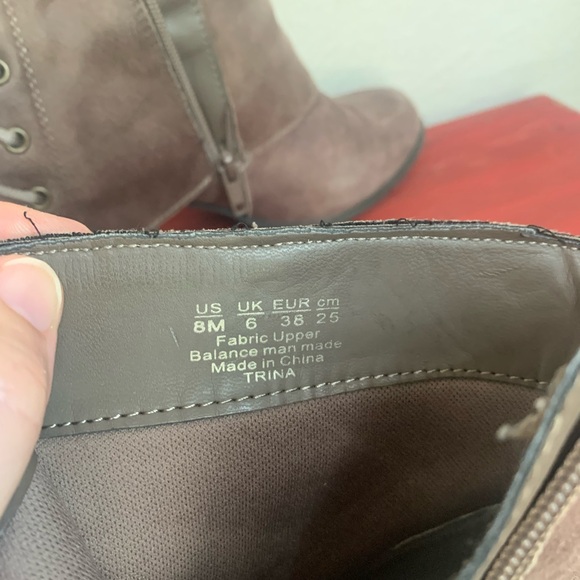 US UK EUR cm
8M 6 38 25
Fabric Upper
Balance man made
Made in China
TRINA